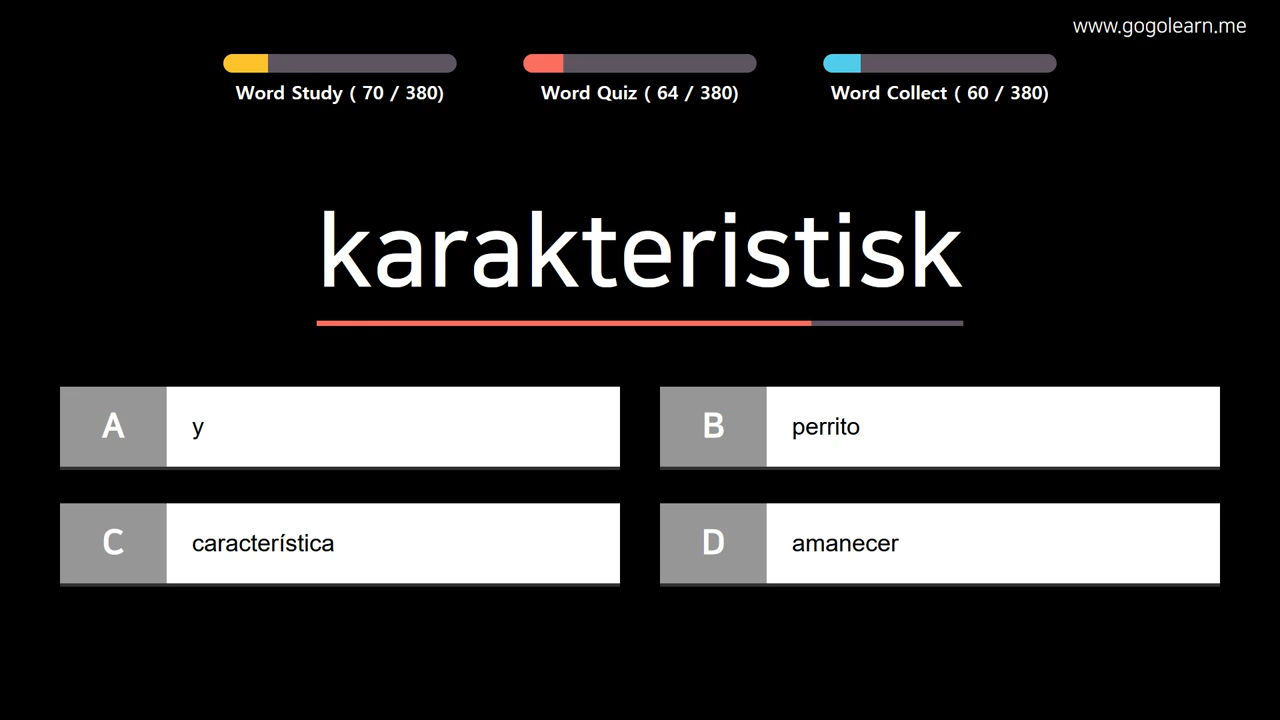 www.gogolearn.me
Word Study ( 70 / 380)
Word Quiz ( 64 / 380)
Word Collect ( 60 / 380)
karakteristisk
A
y
B
perrito
C
característica
D
amanecer